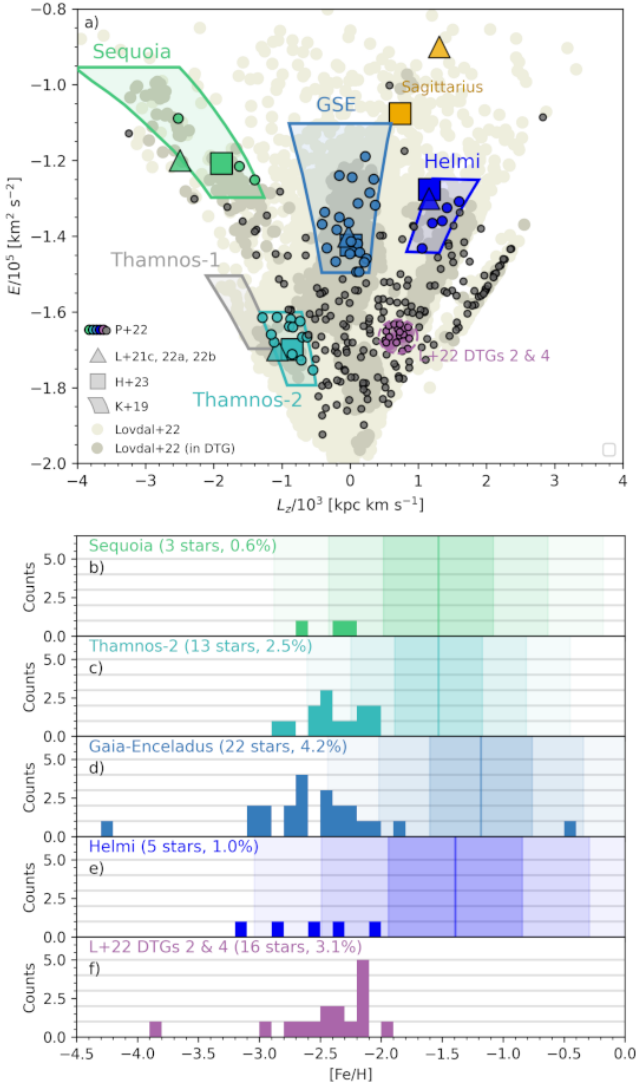 a)
Sequoia
GSE
Sagittarius
Helmi
Thamnos-1
Thamnos-2
L+22 DTGs 2 & 4
P+22
L+21c, 22a, 22b
H+23
K+19
Lovdal+22
Lovdal+22 (in DTG)
−0.8
−1.0
−1.2
−1.4
−1.6
−1.8
−2.0
E/10⁵ [km² s⁻²]
−4 −3 −2 −1 0 1 2 3 4
L_z/10³ [kpc km s⁻¹]
Sequoia (3 stars, 0.6%)
b)
Counts
5.0
2.5
0.0
Thamnos-2 (13 stars, 2.5%)
c)
Counts
5.0
2.5
0.0
Gaia-Enceladus (22 stars, 4.2%)
d)
Counts
5.0
2.5
0.0
Helmi (5 stars, 1.0%)
e)
Counts
5.0
2.5
0.0
L+22 DTGs 2 & 4 (16 stars, 3.1%)
f)
Counts
5.0
2.5
0.0
−4.5 −4.0 −3.5 −3.0 −2.5 −2.0 −1.5 −1.0 −0.5 0.0
[Fe/H]